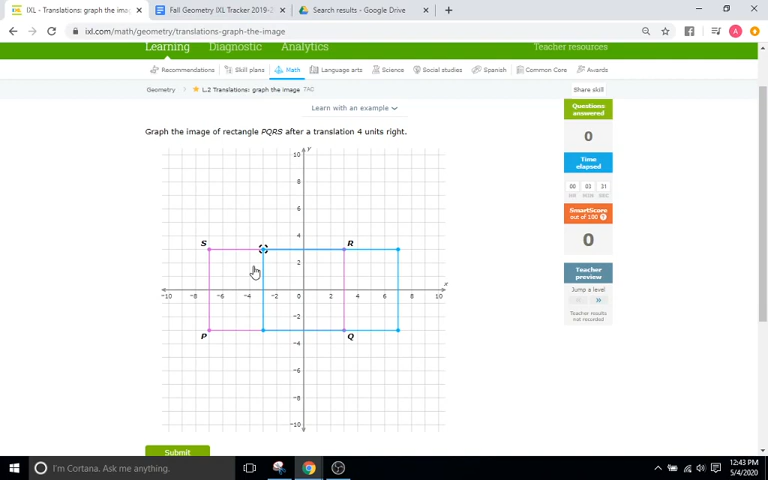 IXL - Translations: graph the ima
Fall Geometry IXL Tracker 2019-2
Search results - Google Drive
ixl.com/math/geometry/translations-graph-the-image
A
Learning Diagnostic Analytics Teacher resources
Recommendations Skill plans Math Language arts Science Social studies Spanish Common Core Awards
Geometry L.2 Translations: graph the image 7AC
Share skill
Learn with an example
Graph the image of rectangle PQRS after a translation 4 units right.
Questions answered
0
Time elapsed
00 03 31
HR MIN SEC
SmartScore
out of 100 ?
0
Teacher preview
Jump a level
Teacher results not recorded
y
10
8
6
4
2
S R
x
−10 −8 −6 −4 −2 0 2 4 6 8 10
−2
P Q
−4
−6
−8
−10
Submit
I'm Cortana. Ask me anything.
12:43 PM
5/4/2020